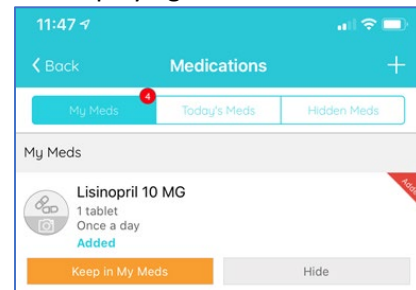 11:47
Back Medications +
4
My Meds Today's Meds Hidden Meds
My Meds
Lisinopril 10 MG
Added
1 tablet
Once a day
Added
Keep in My Meds Hide